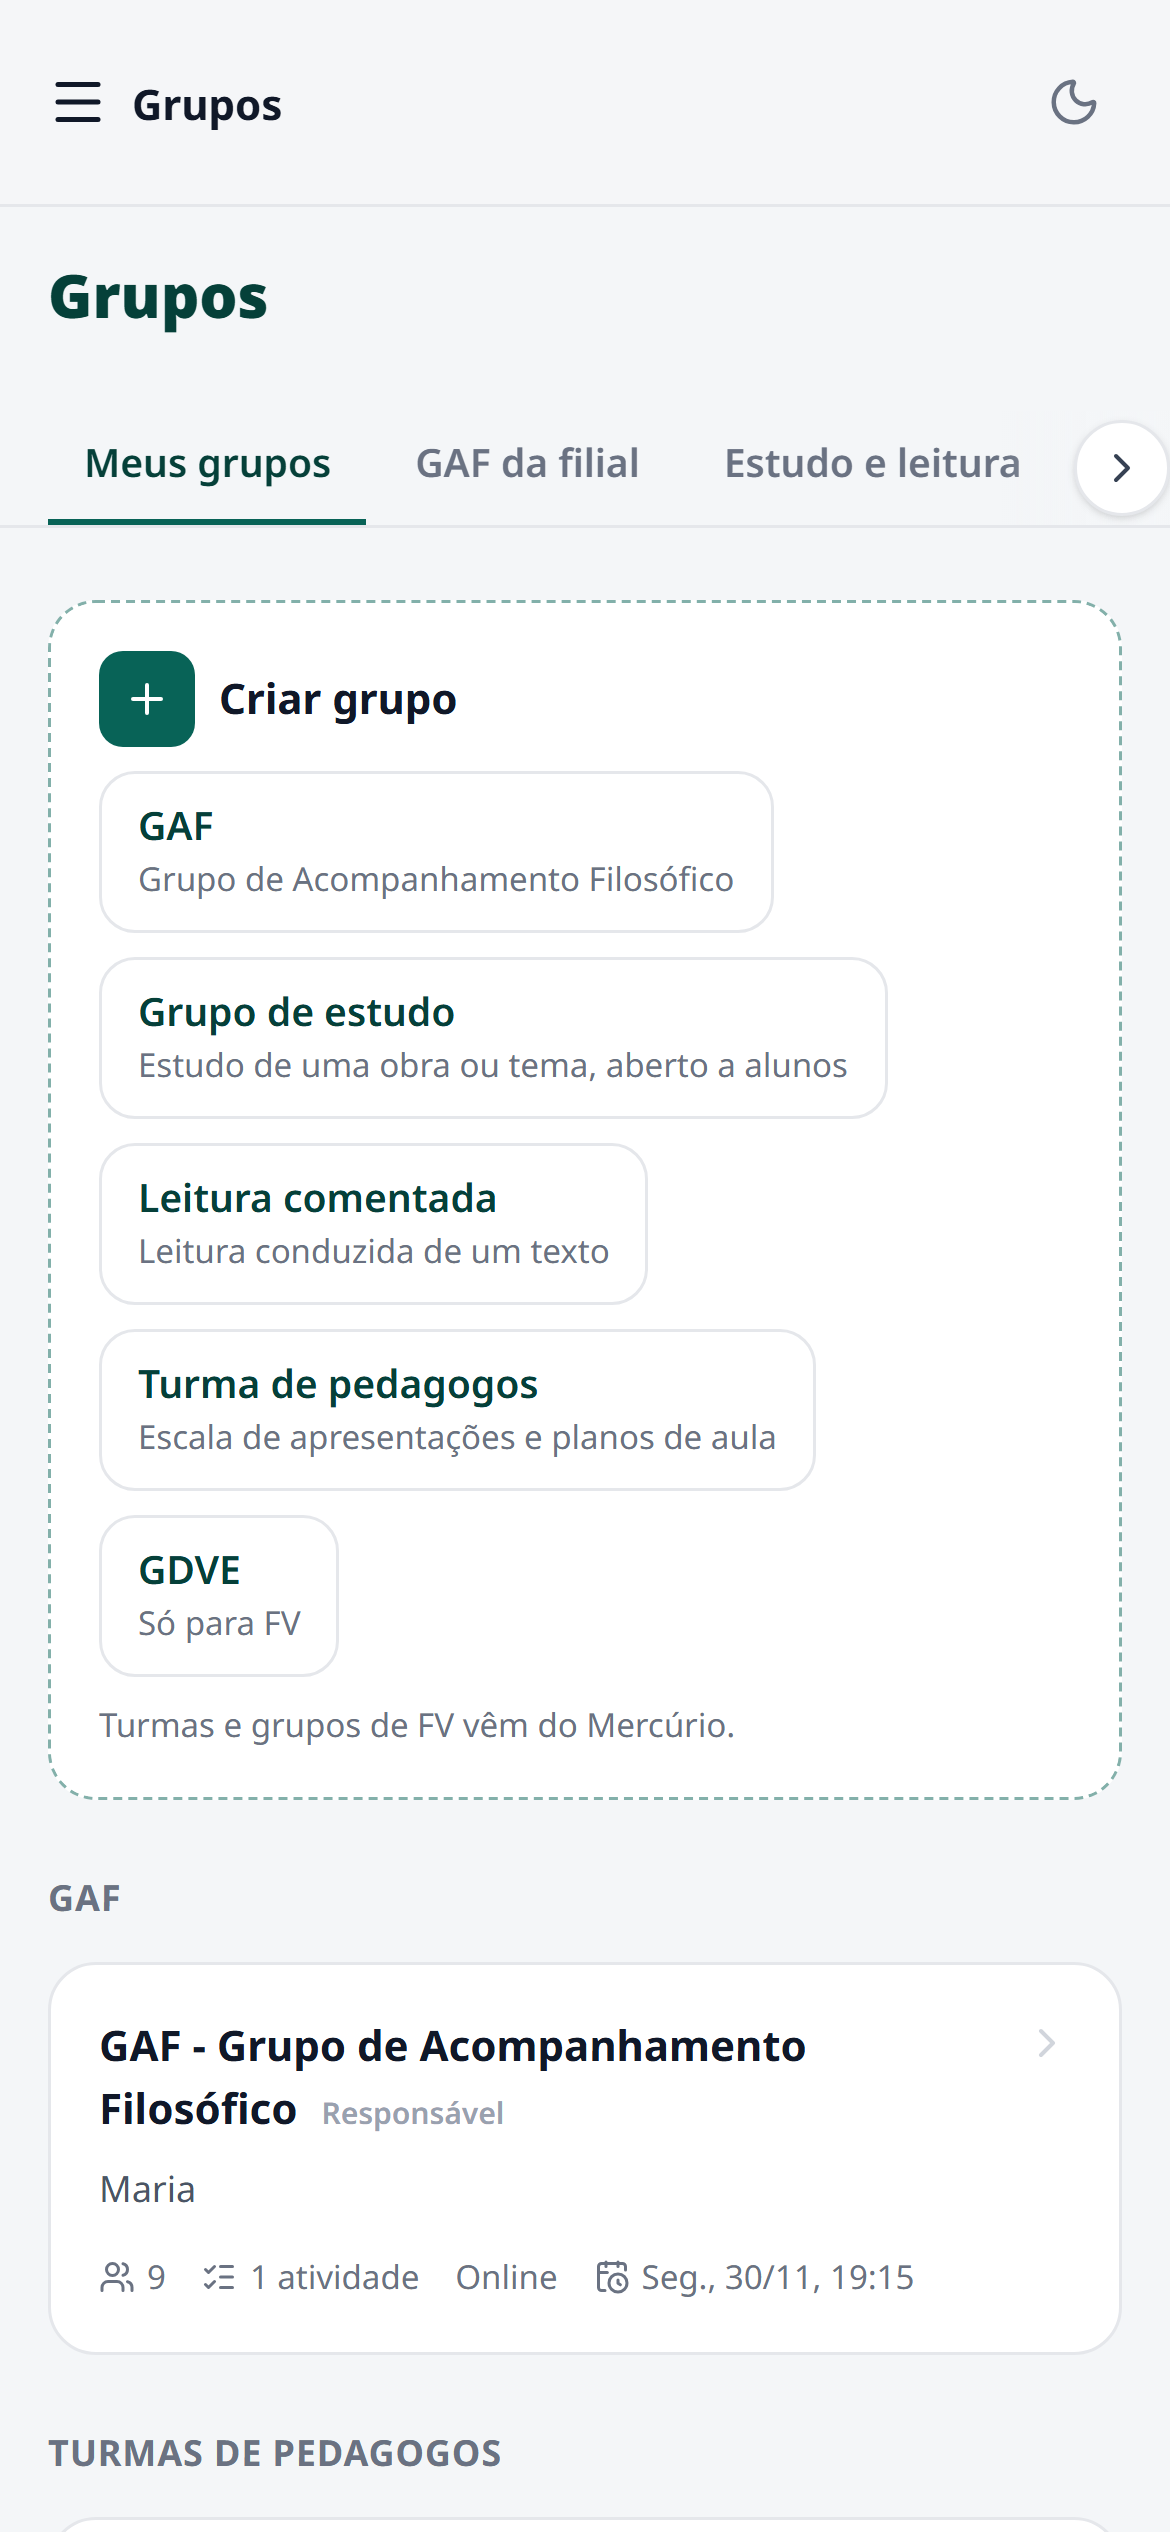 Grupos
Grupos
Meus grupos
GAF da filial
Estudo e leitura
Criar grupo
GAF
Grupo de Acompanhamento Filosófico
Grupo de estudo
Estudo de uma obra ou tema, aberto a alunos
Leitura comentada
Leitura conduzida de um texto
Turma de pedagogos
Escala de apresentações e planos de aula
GDVE
Só para FV
Turmas e grupos de FV vêm do Mercúrio.
GAF
GAF - Grupo de Acompanhamento
Filosófico Responsável
Maria
9 1 atividade Online Seg., 30/11, 19:15
TURMAS DE PEDAGOGOS